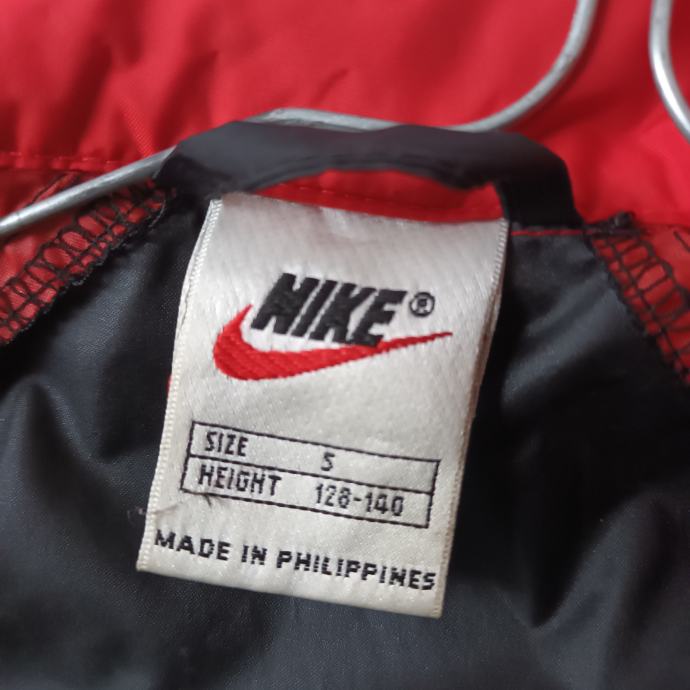 NIKE®
SIZE S
HEIGHT 128-140
MADE IN PHILIPPINES